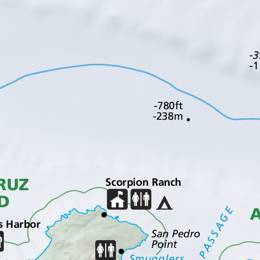 -780ft
-238m
Scorpion Ranch
RUZ
Harbor
San Pedro
Point
PASSAGE
Smugglers